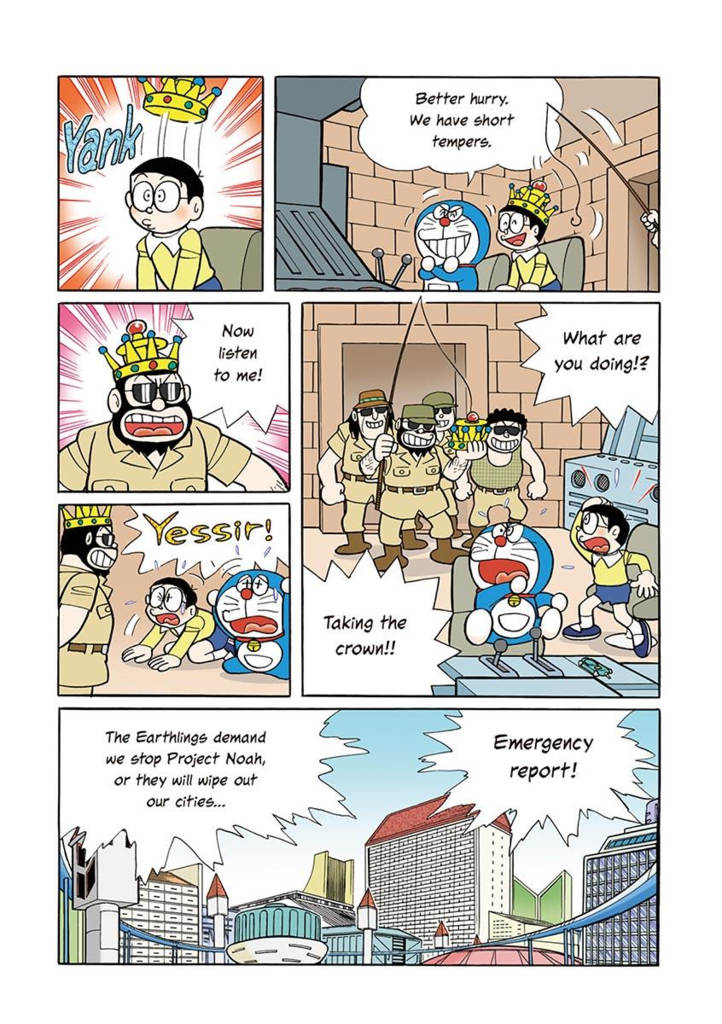 Better hurry.
We have short
tempers.
Yank
What are
you doing!?
Taking the
crown!!
Now
listen
to me!
Yessir!
Emergency
report!
The Earthlings demand
we stop Project Noah,
or they will wipe out
our cities...